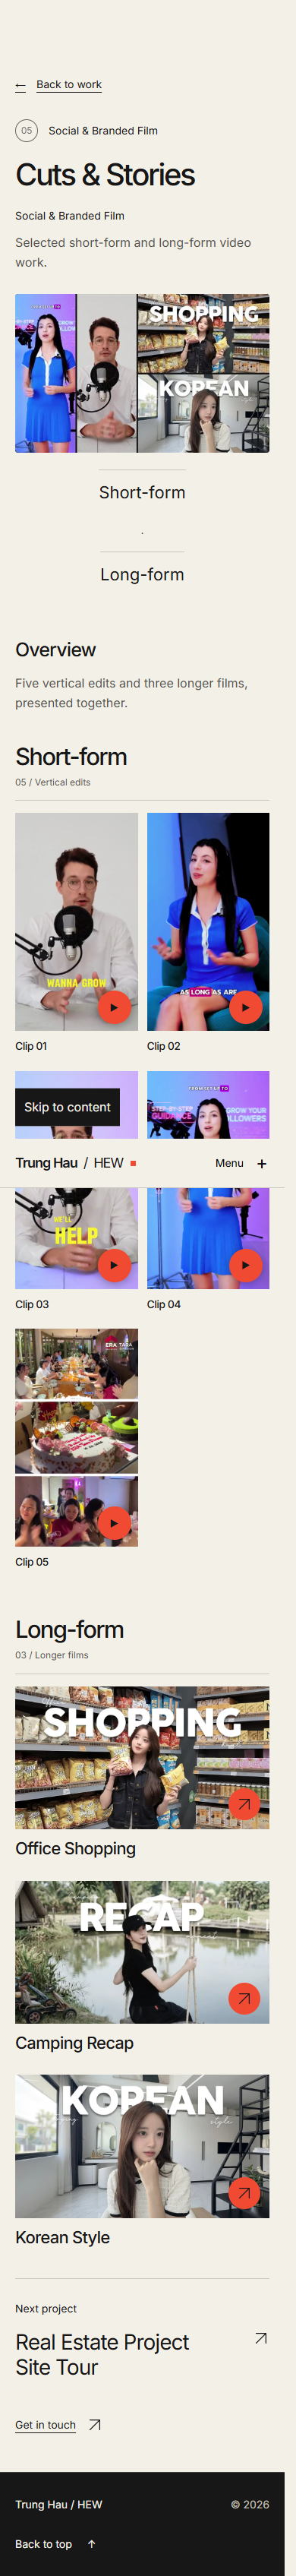 ← Back to work
05 Social & Branded Film
Cuts & Stories
Social & Branded Film
Selected short-form and long-form video
work.
SHOPPING
KOREAN
Short-form
.
Long-form
Overview
Five vertical edits and three longer films,
presented together.
Short-form
05 / Vertical edits
WANNA GROW
AS LONG AS ARE
Clip 01
Clip 02
STEP-BY-STEP
GUIDANCE
GROW YOUR
FOLLOWERS
Skip to content
Trung Hau / HEW
Menu +
WE'LL
HELP
Clip 03
Clip 04
ERA
Clip 05
Long-form
03 / Longer films
SHOPPING
Office Shopping
RECAP
Camping Recap
KOREAN
style
Korean Style
Next project
Real Estate Project
Site Tour
Get in touch
Trung Hau / HEW
© 2026
Back to top ↑